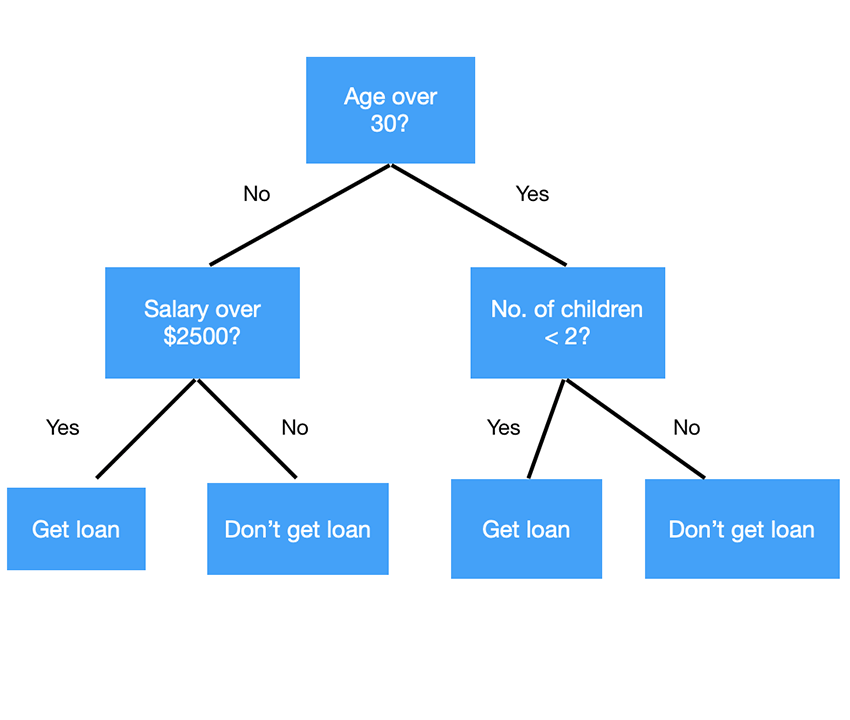 Age over
30?
No
Yes
Salary over
$2500?
No. of children
< 2?
Yes
No
Yes
No
Get loan
Don’t get loan
Get loan
Don’t get loan